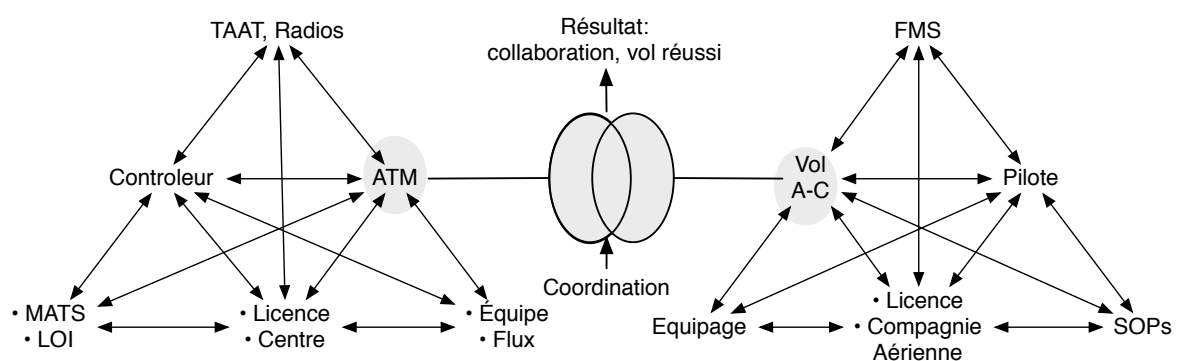 TAAT, Radios
Résultat:
collaboration, vol réussi
FMS
Controleur
ATM
Vol
A-C
Pilote
Coordination
• MATS
• LOI
• Licence
• Centre
• Équipe
• Flux
Equipage
• Licence
• Compagnie
Aérienne
SOPs